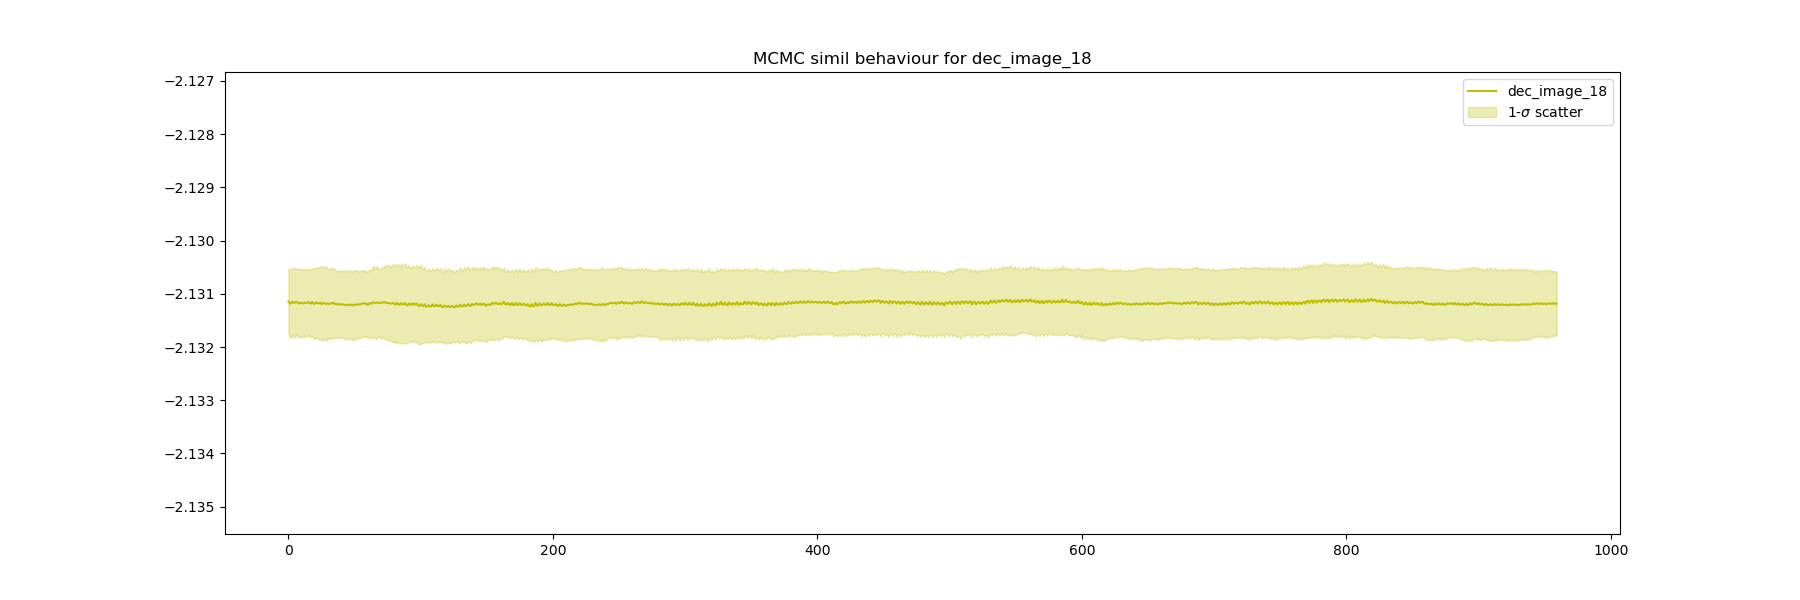 MCMC simil behaviour for dec_image_18
−2.127
−2.128
−2.129
−2.130
−2.131
−2.132
−2.133
−2.134
−2.135
dec_image_18
1-σ scatter
0 200 400 600 800 1000